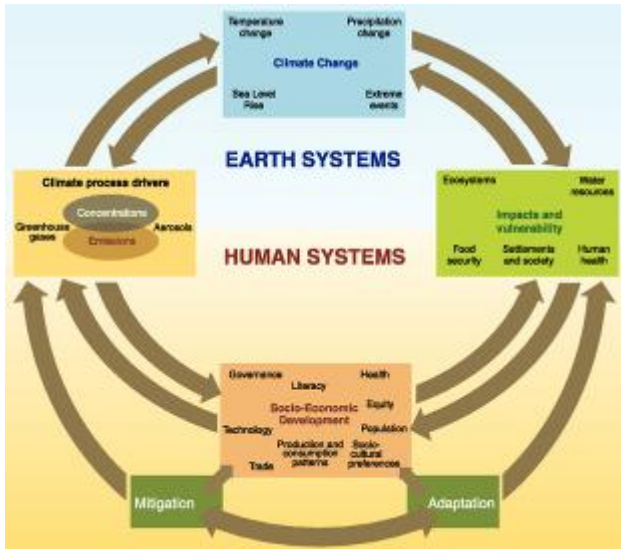 Temperature
change
Precipitation
change
Climate Change
Sea Level
Rise
Extreme
events
EARTH SYSTEMS
Climate process drivers
Concentrations
Greenhouse
gases
Aerosols
Emissions
Ecosystems
Water
resources
Impacts and
vulnerability
Food
security
Settlements
and society
Human
health
HUMAN SYSTEMS
Governance
Literacy
Health
Equity
Socio-Economic
Development
Technology
Population
Production and
consumption
patterns
Socio-
cultural
preferences
Trade
Mitigation
Adaptation